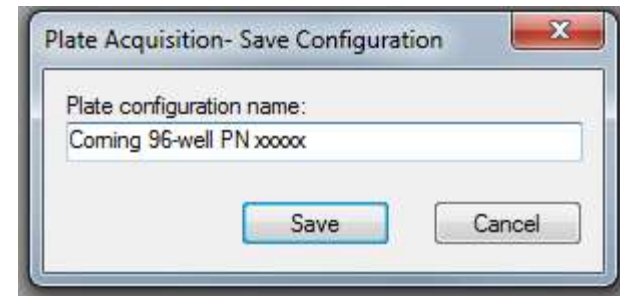 Plate Acquisition- Save Configuration
X
Plate configuration name:
Corning 96-well PN xxxxx
Save
Cancel